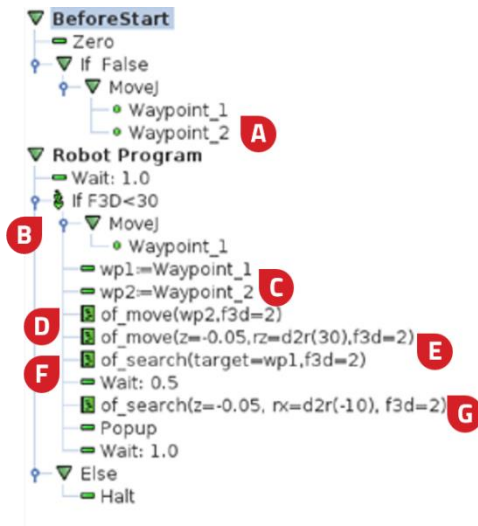 BeforeStart
Zero
If False
MoveJ
Waypoint_1
Waypoint_2 A
Robot Program
Wait: 1.0
If F3D<30
B MoveJ
Waypoint_1
wp1:=Waypoint_1
wp2:=Waypoint_2 C
D of_move(wp2,f3d=2)
of_move(z=-0.05,rz=d2r(30),f3d=2) E
F of_search(target=wp1,f3d=2)
Wait: 0.5
of_search(z=-0.05, rx=d2r(-10), f3d=2) G
Popup
Wait: 1.0
Else
Halt